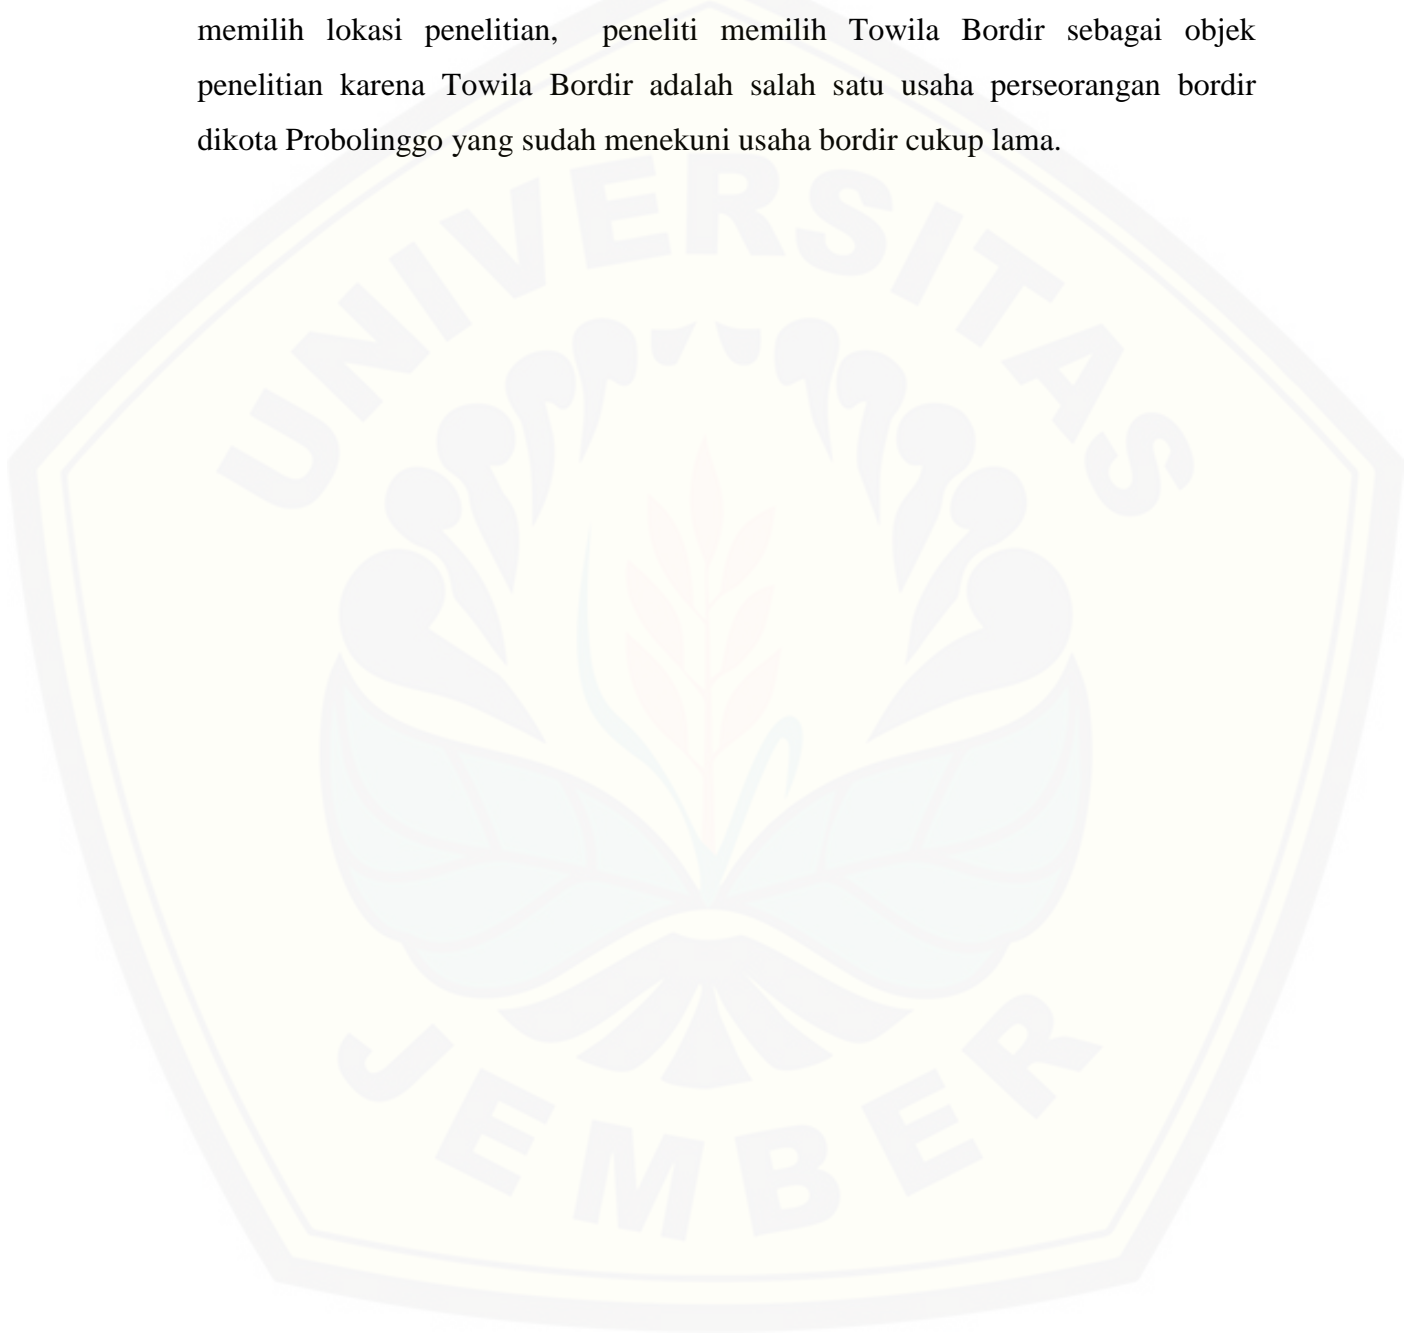 memilih lokasi penelitian, peneliti memilih Towila Bordir sebagai objek
penelitian karena Towila Bordir adalah salah satu usaha perseorangan bordir
dikota Probolinggo yang sudah menekuni usaha bordir cukup lama.
UNIVERSITAS
JEMBER